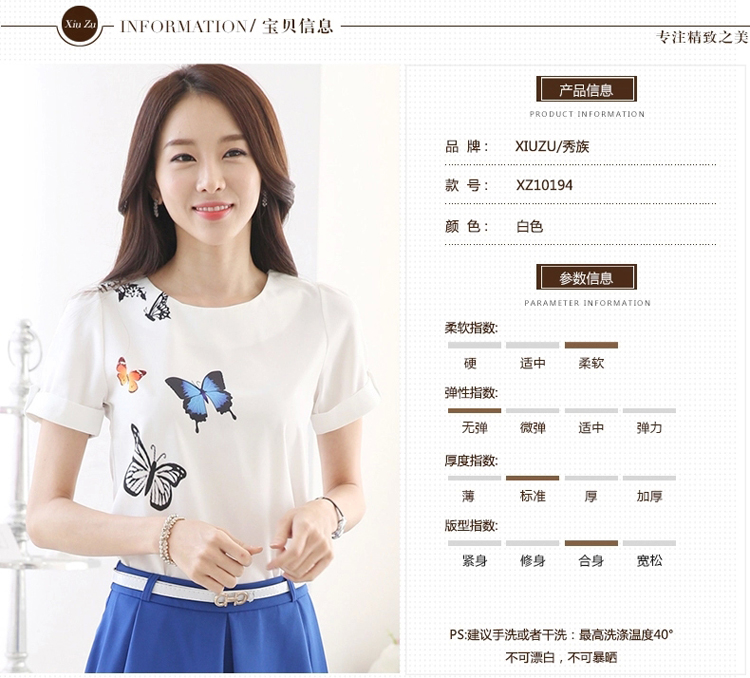 Xiu Zu
INFORMATION/ 宝贝信息
专注精致之美
产品信息
PRODUCT INFORMATION
品 牌： XIUZU/秀族
款 号： XZ10194
颜 色： 白色
参数信息
PARAMETER INFORMATION
柔软指数:
硬 适中 柔软
弹性指数:
无弹 微弹 适中 弹力
厚度指数:
薄 标准 厚 加厚
版型指数:
紧身 修身 合身 宽松
PS:建议手洗或者干洗：最高洗涤温度40°
不可漂白，不可暴晒